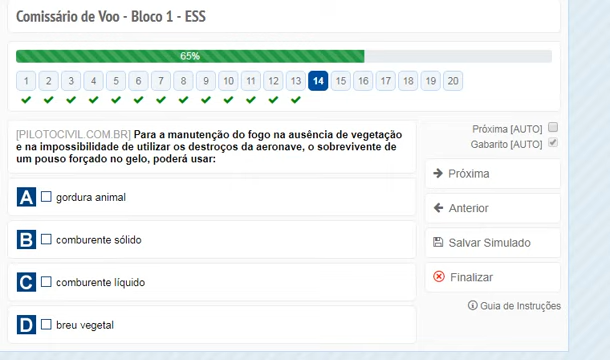 Comissário de Voo - Bloco 1 - ESS
65%
1 2 3 4 5 6 7 8 9 10 11 12 13 14 15 16 17 18 19 20
[PILOTOCIVIL.COM.BR] Para a manutenção do fogo na ausência de vegetação
e na impossibilidade de utilizar os destroços da aeronave, o sobrevivente de
um pouso forçado no gelo, poderá usar:
A gordura animal
B comburente sólido
C comburente líquido
D breu vegetal
Próxima [AUTO]
Gabarito [AUTO]
Próxima
Anterior
Salvar Simulado
Finalizar
Guia de Instruções